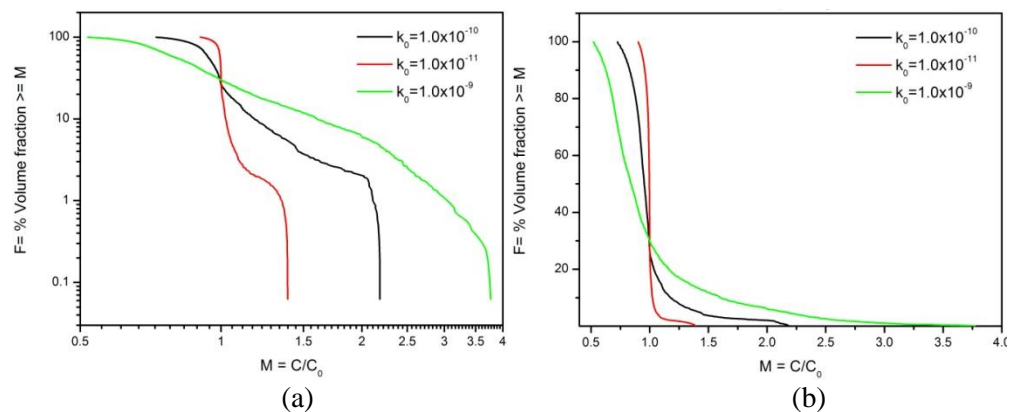 100
10
1
0.1
F= % Volume fraction >= M
k₀=1.0x10⁻¹⁰
k₀=1.0x10⁻¹¹
k₀=1.0x10⁻⁹
0.5 1 1.5 2 2.5 3 3.5 4
M = C/C₀
(a)
100
80
60
40
20
F= % Volume fraction >= M
k₀=1.0x10⁻¹⁰
k₀=1.0x10⁻¹¹
k₀=1.0x10⁻⁹
0.5 1.0 1.5 2.0 2.5 3.0 3.5 4.0
M = C/C₀
(b)